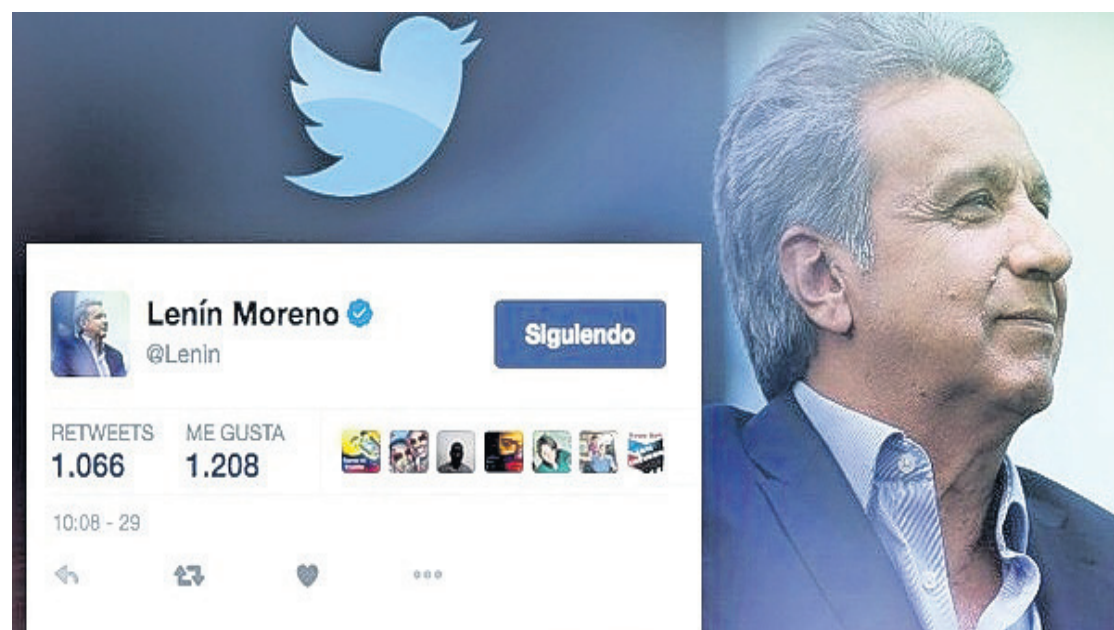 Lenín Moreno
@Lenin
Siguiendo
RETWEETS ME GUSTA
1.066 1.208
10:08 - 29